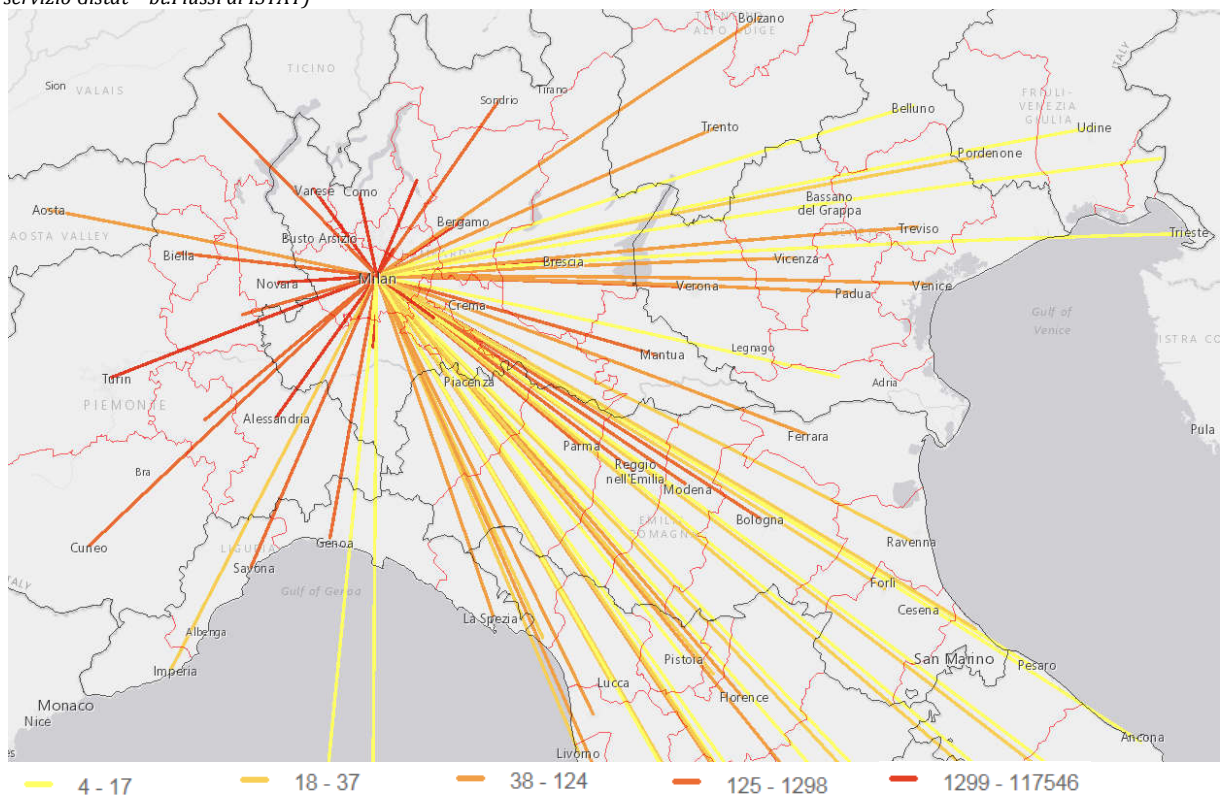 servizio Gistat – bt.Flussi di ISTAT)
TRENTINO
ALTO ADIGE
Bolzano
ITALY
TICINO
Sion
VALAIS
Sondrio
Tirano
FRIULI-
VENEZIA
GIULIA
Belluno
Trento
Udine
Pordenone
Varese
Como
Aosta
AOSTA VALLEY
Bassano
del Grappa
Bergamo
Busto Arsizio
Treviso
Trieste
Biella
Brescia
Vicenza
Novara
Milan
Verona
Padua
Venice
Crema
Gulf of
Venice
ISTRA CO
Mantua
Legnago
Turin
Piacenza
Adria
PIEMONTE
Alessandria
Ferrara
Pula
Parma
Bra
Reggio
nell'Emilia
Modena
Bologna
Cuneo
LIGURIA
Genoa
Ravenna
Savona
ITALY
Forlì
Gulf of Genoa
Cesena
La Spezia
Albenga
Pistoia
San Marino
Pesaro
Imperia
Lucca
Florence
Monaco
Nice
Ancona
Livorno
4 - 17
18 - 37
38 - 124
125 - 1298
1299 - 117546